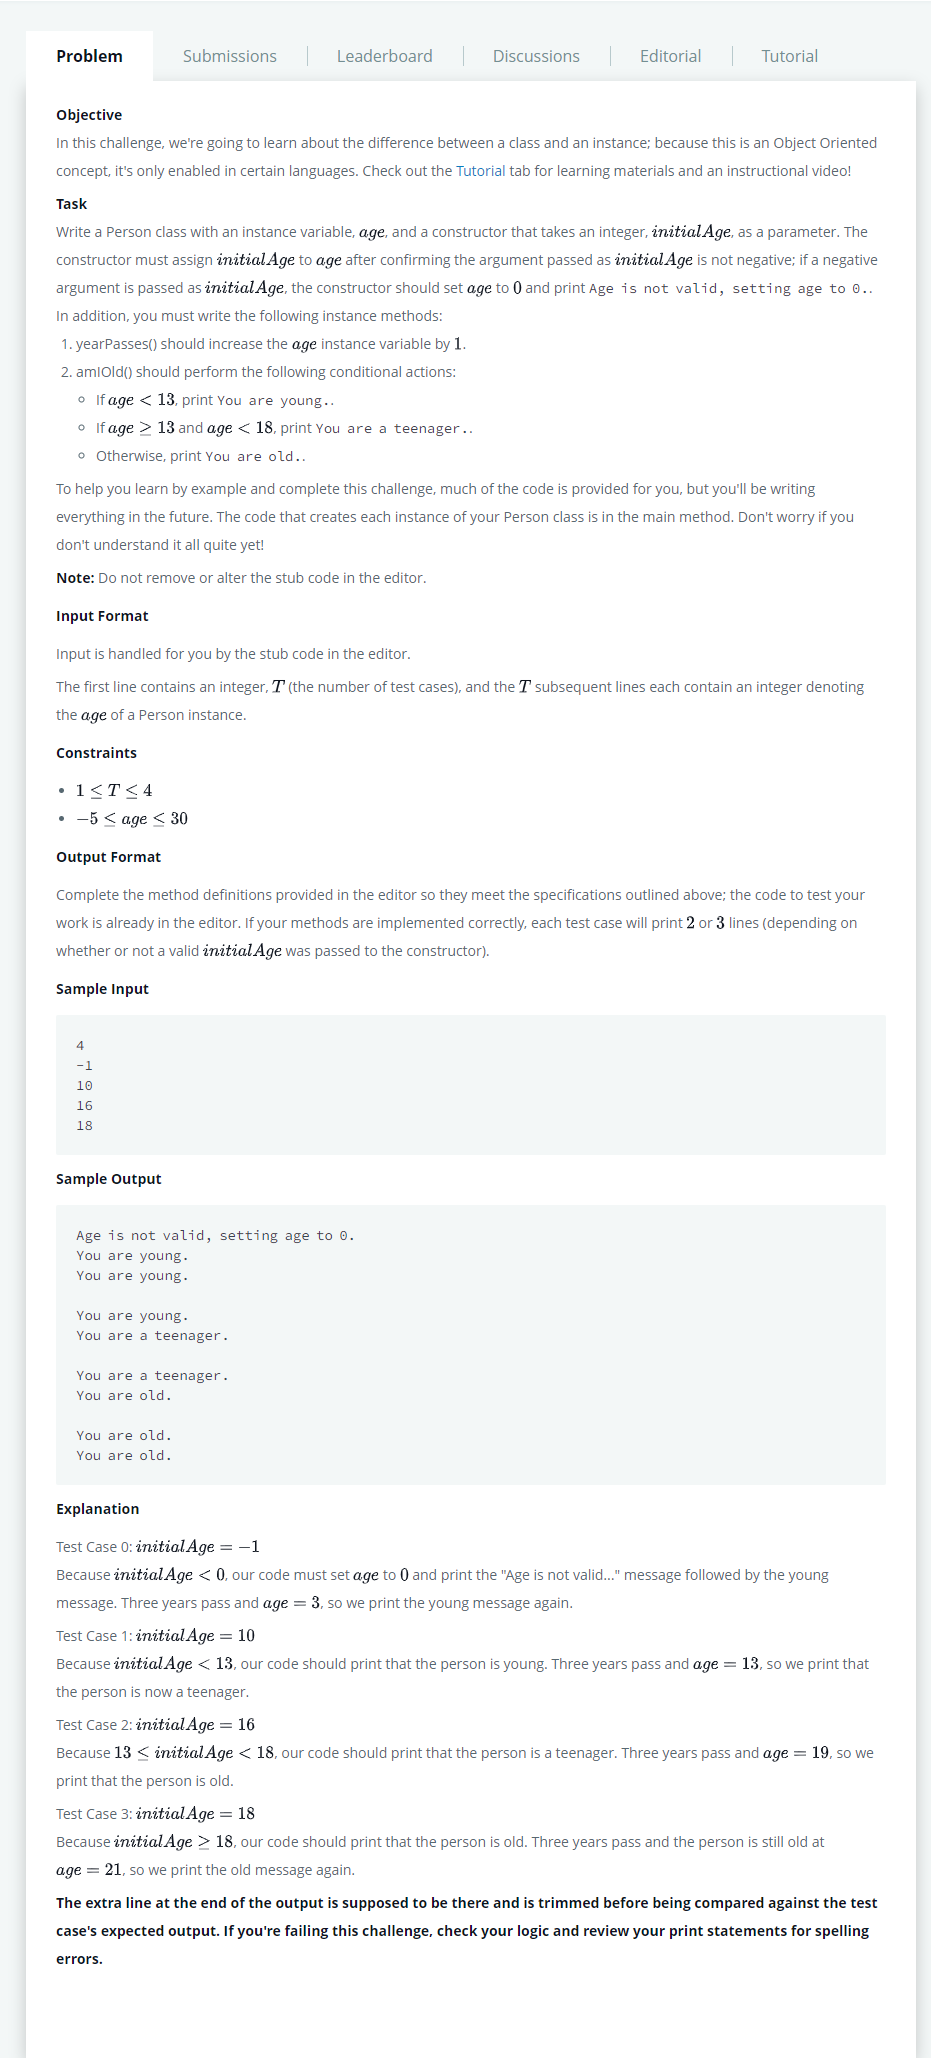 Problem Submissions Leaderboard Discussions Editorial Tutorial
Objective
In this challenge, we're going to learn about the difference between a class and an instance; because this is an Object Oriented
concept, it's only enabled in certain languages. Check out the Tutorial tab for learning materials and an instructional video!
Task
Write a Person class with an instance variable, age, and a constructor that takes an integer, initialAge, as a parameter. The
constructor must assign initialAge to age after confirming the argument passed as initialAge is not negative; if a negative
argument is passed as initialAge, the constructor should set age to 0 and print Age is not valid, setting age to 0..
In addition, you must write the following instance methods:
1. yearPasses() should increase the age instance variable by 1.
2. amIOld() should perform the following conditional actions:
◦ If age < 13, print You are young..
◦ If age ≥ 13 and age < 18, print You are a teenager..
◦ Otherwise, print You are old..
To help you learn by example and complete this challenge, much of the code is provided for you, but you'll be writing
everything in the future. The code that creates each instance of your Person class is in the main method. Don't worry if you
don't understand it all quite yet!
Note: Do not remove or alter the stub code in the editor.
Input Format
Input is handled for you by the stub code in the editor.
The first line contains an integer, T (the number of test cases), and the T subsequent lines each contain an integer denoting
the age of a Person instance.
Constraints
• 1 ≤ T ≤ 4
• −5 ≤ age ≤ 30
Output Format
Complete the method definitions provided in the editor so they meet the specifications outlined above; the code to test your
work is already in the editor. If your methods are implemented correctly, each test case will print 2 or 3 lines (depending on
whether or not a valid initialAge was passed to the constructor).
Sample Input
4
-1
10
16
18
Sample Output
Age is not valid, setting age to 0.
You are young.
You are young.
You are young.
You are a teenager.
You are a teenager.
You are old.
You are old.
You are old.
Explanation
Test Case 0: initialAge = −1
Because initialAge < 0, our code must set age to 0 and print the "Age is not valid..." message followed by the young
message. Three years pass and age = 3, so we print the young message again.
Test Case 1: initialAge = 10
Because initialAge < 13, our code should print that the person is young. Three years pass and age = 13, so we print that
the person is now a teenager.
Test Case 2: initialAge = 16
Because 13 ≤ initialAge < 18, our code should print that the person is a teenager. Three years pass and age = 19, so we
print that the person is old.
Test Case 3: initialAge = 18
Because initialAge ≥ 18, our code should print that the person is old. Three years pass and the person is still old at
age = 21, so we print the old message again.
The extra line at the end of the output is supposed to be there and is trimmed before being compared against the test
case's expected output. If you're failing this challenge, check your logic and review your print statements for spelling
errors.